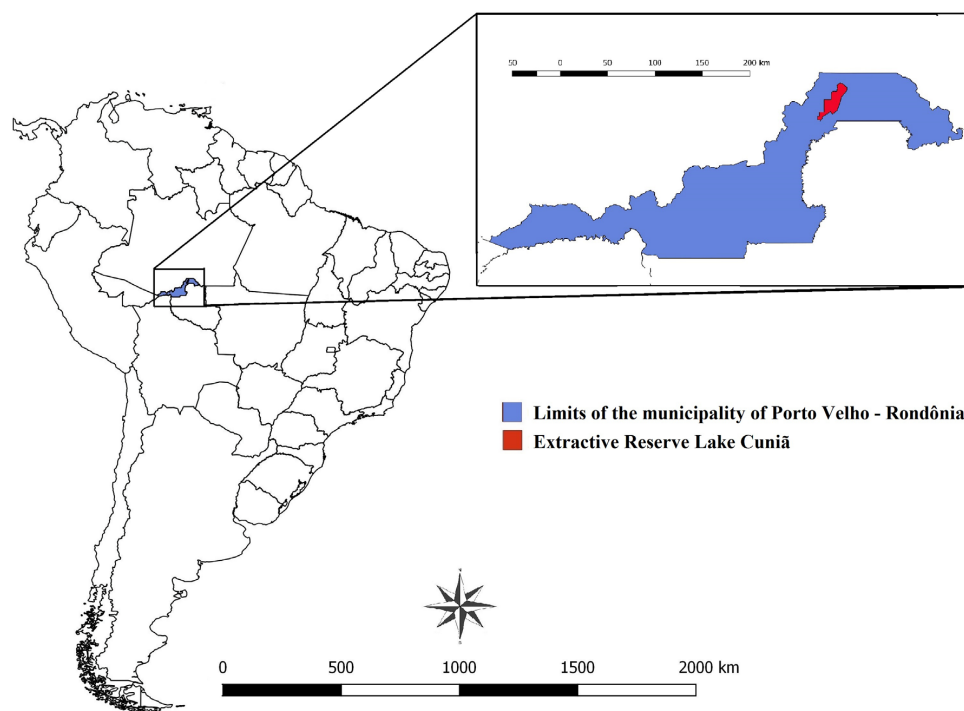 50 0 50 100 150 200 km
Limits of the municipality of Porto Velho - Rondônia
Extractive Reserve Lake Cuniã
0 500 1000 1500 2000 km